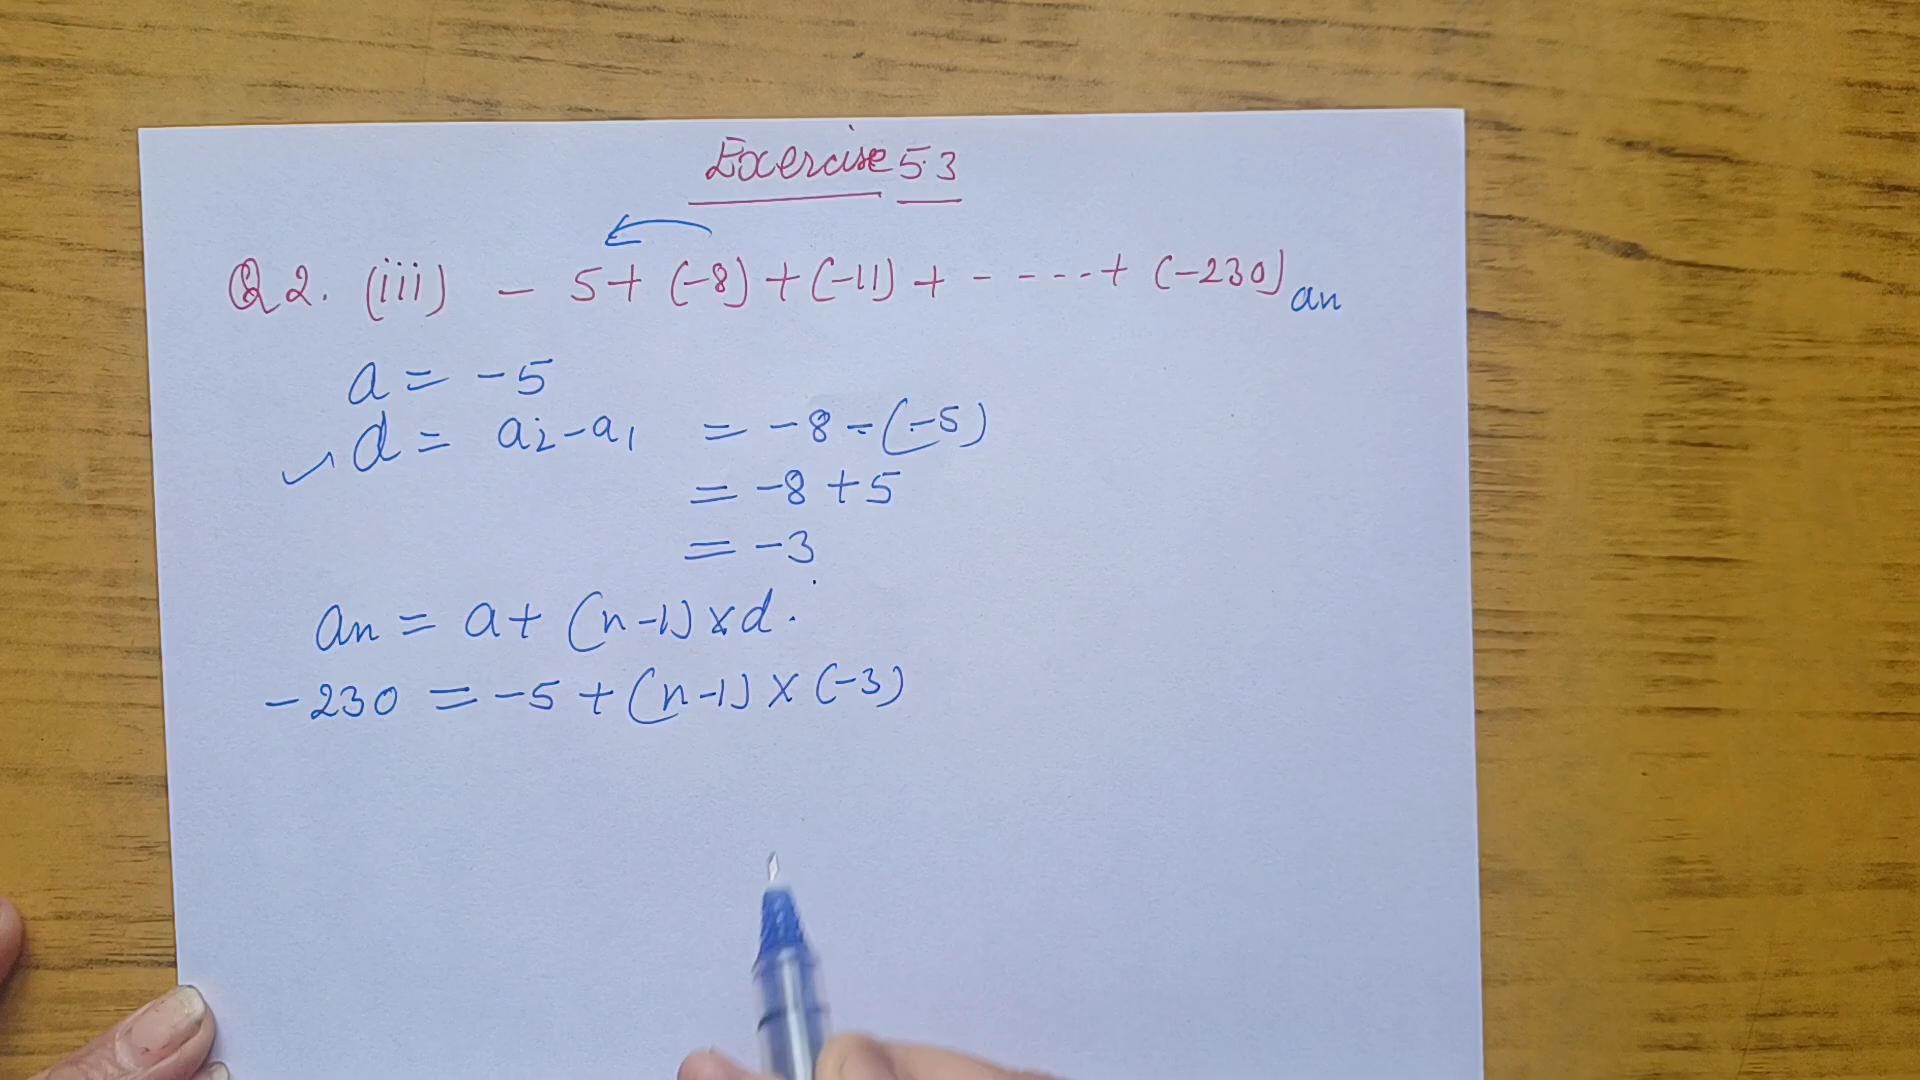 Exercise 5.3
Q2. (iii) - 5 + (-8) + (-11) + - - - - + (-230) an
a = -5
d = a2 - a1 = -8 - (-5)
= -8 + 5
= -3
an = a + (n-1) x d.
-230 = -5 + (n-1) x (-3)